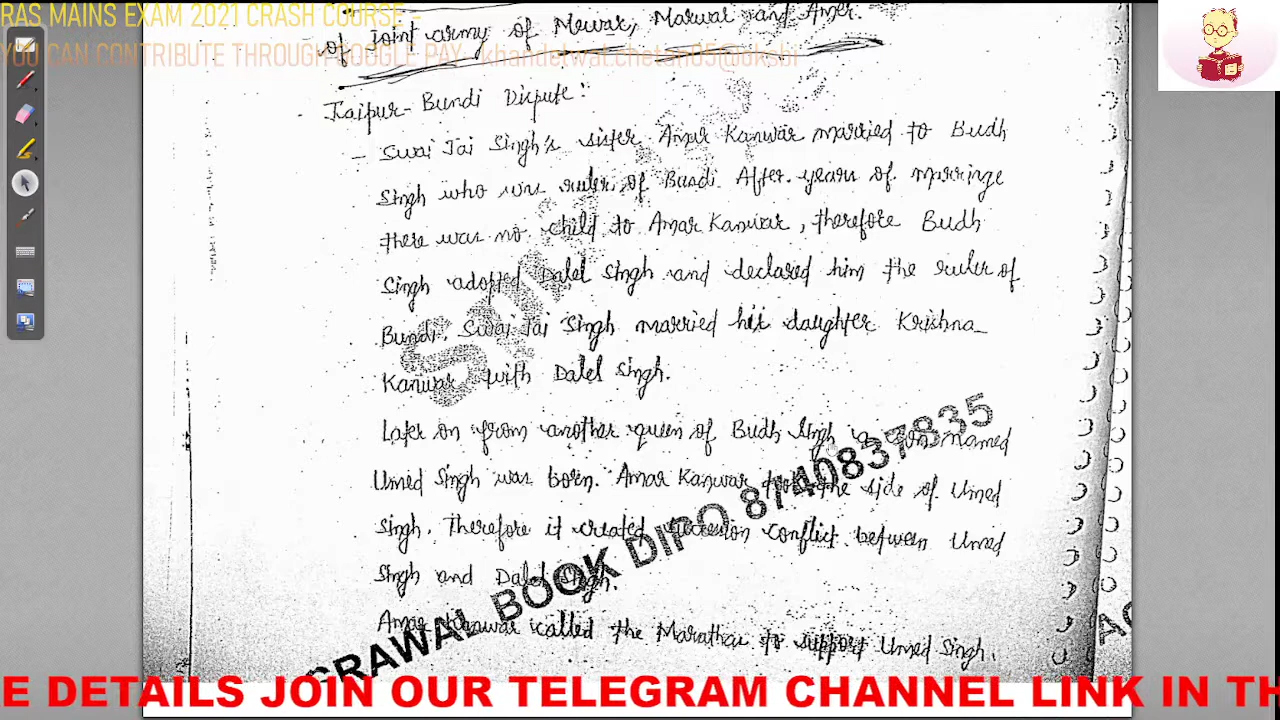 RAS MAINS EXAM 2021 CRASH COURSE -
YOU CAN CONTRIBUTE THROUGH GOOGLE PAY- khandelwal.chetan05@oksbi
of joint army of Mewar, Marwar and Amer.
Jaipur- Bundi Dispute:
- Swai Jai Singh's sister Amar Kanwar married to Budh
Singh who was ruler of Bundi After years of marriage
there was no child to Amar Kanwar, therefore Budh
Singh adopted Dalel Singh and declared him the ruler of
Bundi. Swai Jai Singh married his daughter Krishna
Kanwar with Dalel Singh.
Later on from another queen of Budh Singh a son named
Umed Singh was born. Amar Kanwar the side of Umed
Singh. Therefore it created conflict between Umed
Singh and Dalel Singh.
Amar Kanwar called the Marathas to support Umed Singh.
GRAWAL BOOK DIPO 8740837835
E DETAILS JOIN OUR TELEGRAM CHANNEL LINK IN TH